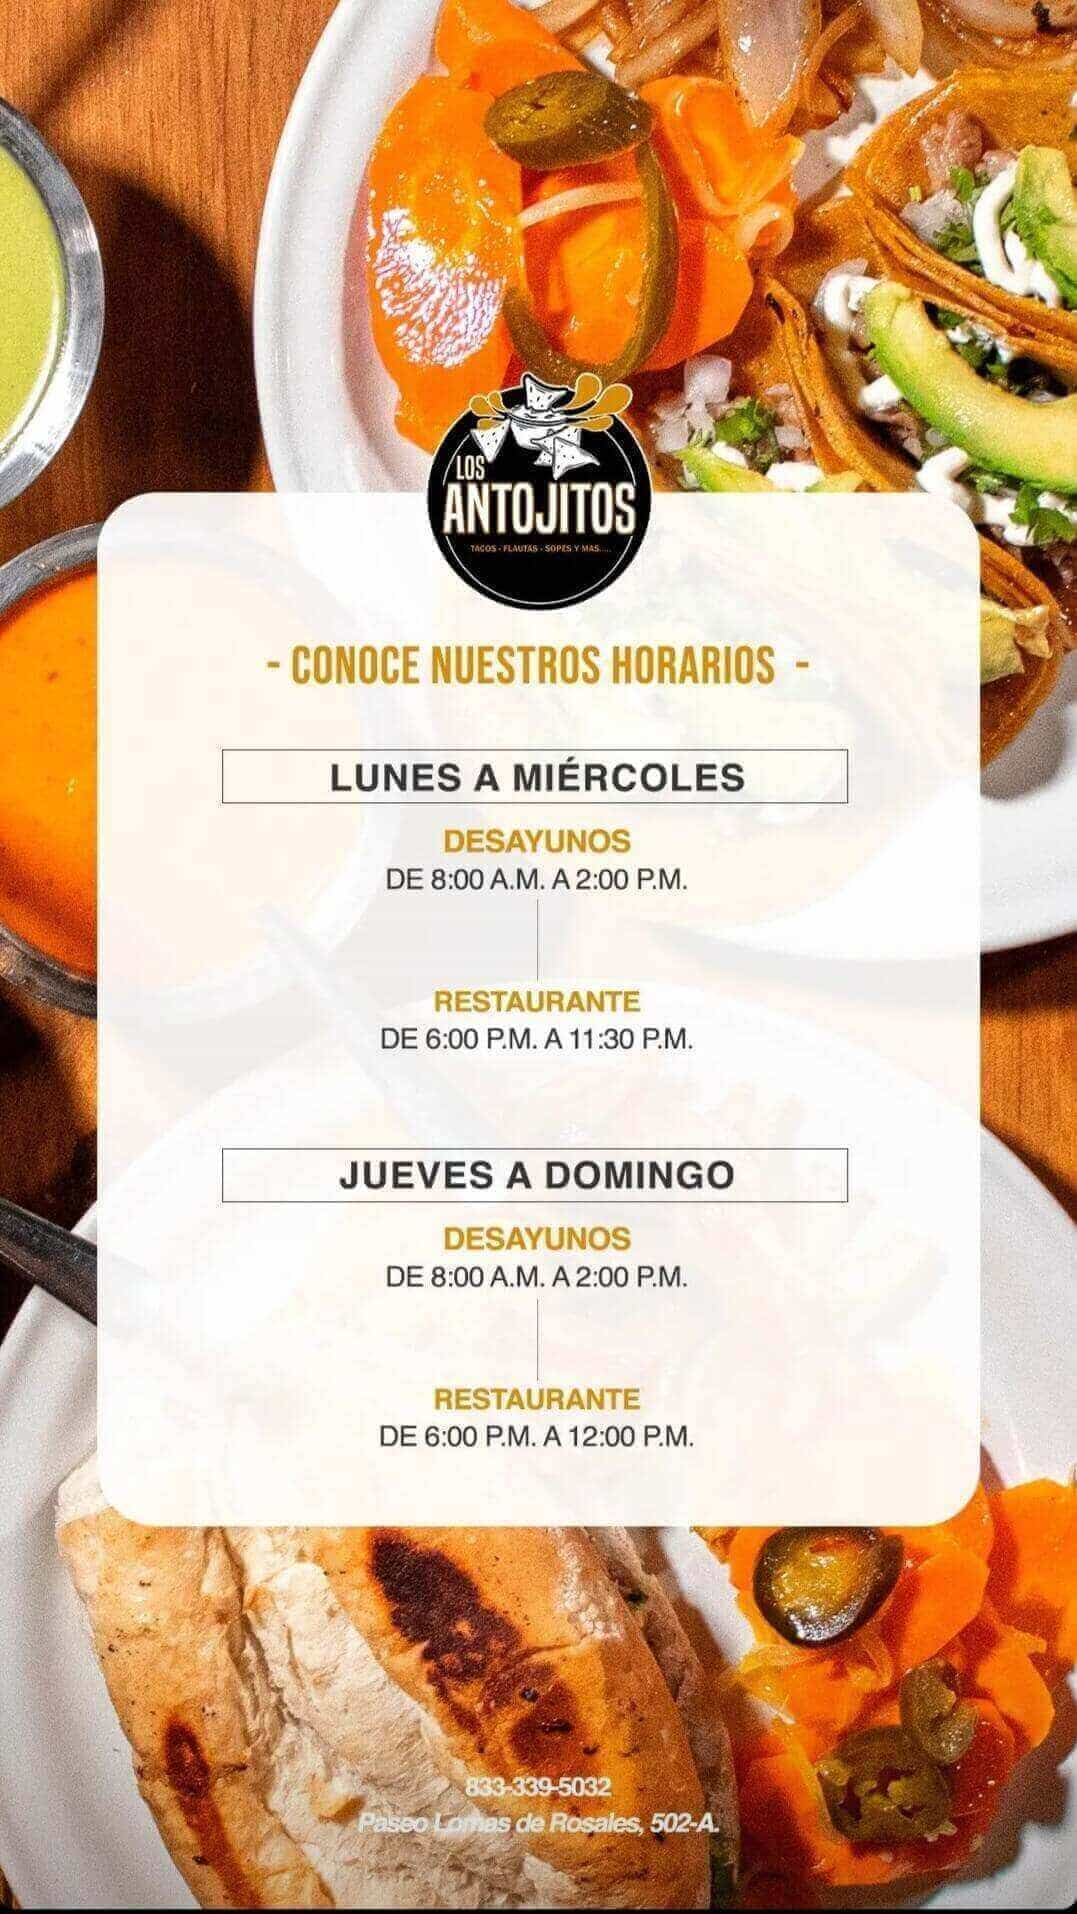 LOS
ANTOJITOS
TACOS - FLAUTAS - SOPES Y MAS....
- CONOCE NUESTROS HORARIOS -
LUNES A MIÉRCOLES
DESAYUNOS
DE 8:00 A.M. A 2:00 P.M.
RESTAURANTE
DE 6:00 P.M. A 11:30 P.M.
JUEVES A DOMINGO
DESAYUNOS
DE 8:00 A.M. A 2:00 P.M.
RESTAURANTE
DE 6:00 P.M. A 12:00 P.M.
833-339-5032
Paseo Lomas de Rosales, 502-A.